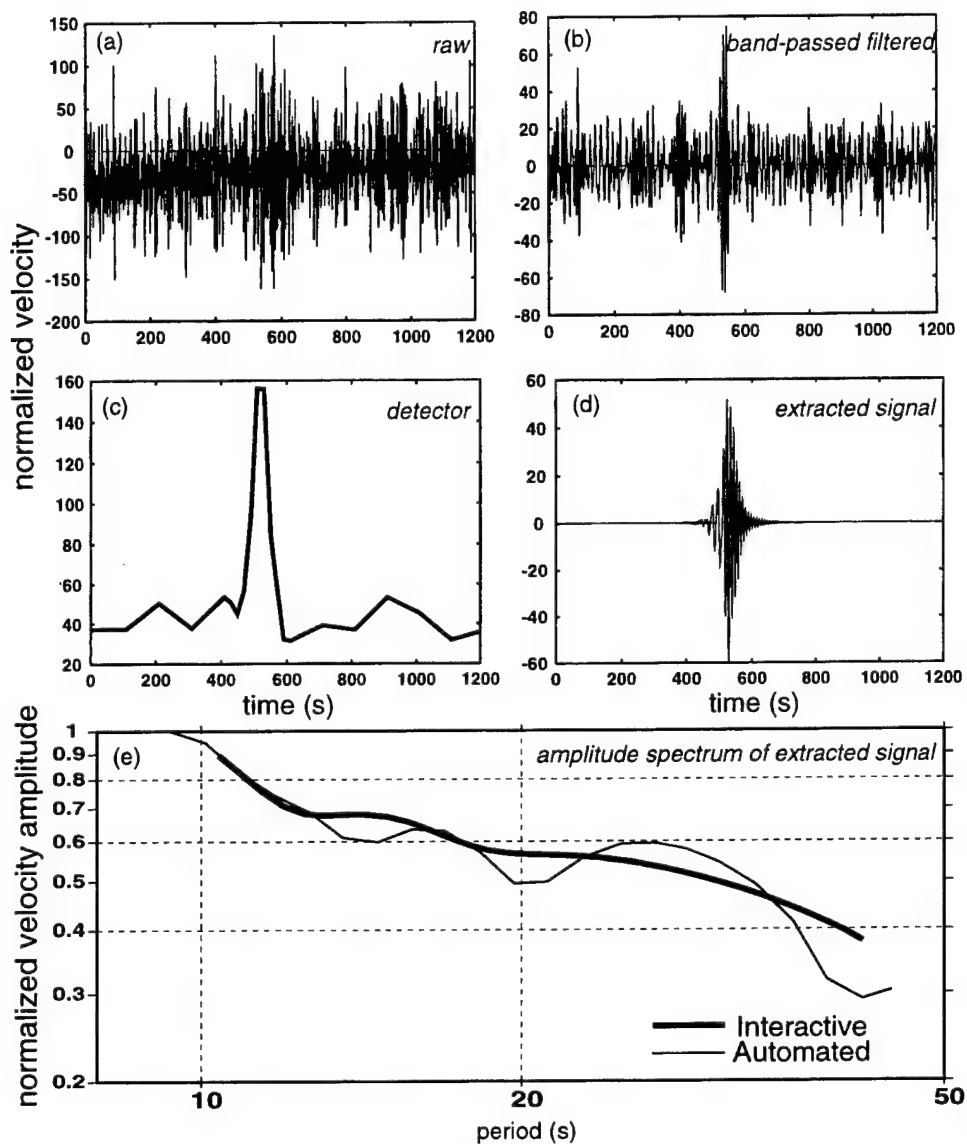 (a)
raw
150
100
50
0
-50
-100
-150
-200
0 200 400 600 800 1000 1200
(b)
band-passed filtered
80
60
40
20
0
-20
-40
-60
-80
0 200 400 600 800 1000 1200
normalized velocity
(c)
detector
160
140
120
100
80
60
40
20
0 200 400 600 800 1000 1200
time (s)
(d)
extracted signal
60
40
20
0
-20
-40
-60
0 200 400 600 800 1000 1200
time (s)
(e)
amplitude spectrum of extracted signal
normalized velocity amplitude
1
0.9
0.8
0.7
0.6
0.5
0.4
0.3
0.2
Interactive
Automated
10 20 50
period (s)